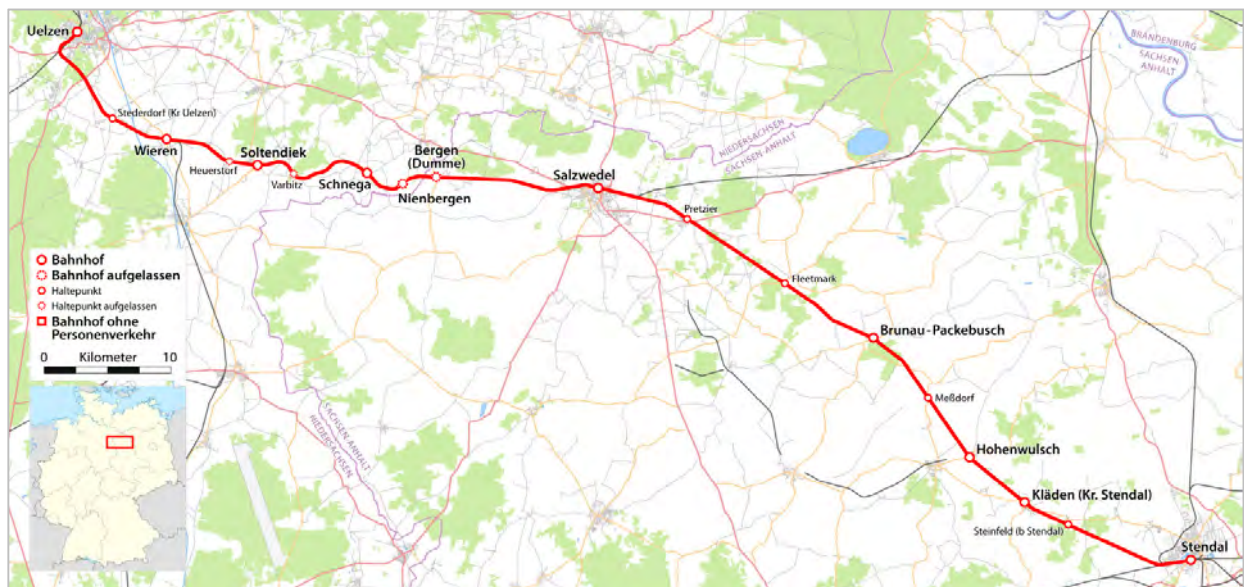 Uelzen
BRANDENBURG
SACHSEN-
ANHALT
Stederdorf (Kr Uelzen)
Wieren
Heuerstorf
Soltendiek
Varbitz
Schnega
Nienbergen
Bergen
(Dumme)
Salzwedel
NIEDERSACHSEN
SACHSEN-ANHALT
Pretzier
Fleetmark
Brunau-Packebusch
Meßdorf
Hohenwulsch
Kläden (Kr. Stendal)
Steinfeld (b Stendal)
Stendal
SACHSEN-ANHALT
NIEDERSACHSEN
Bahnhof
Bahnhof aufgelassen
Haltepunkt
Haltepunkt aufgelassen
Bahnhof ohne
Personenverkehr
0 Kilometer 10